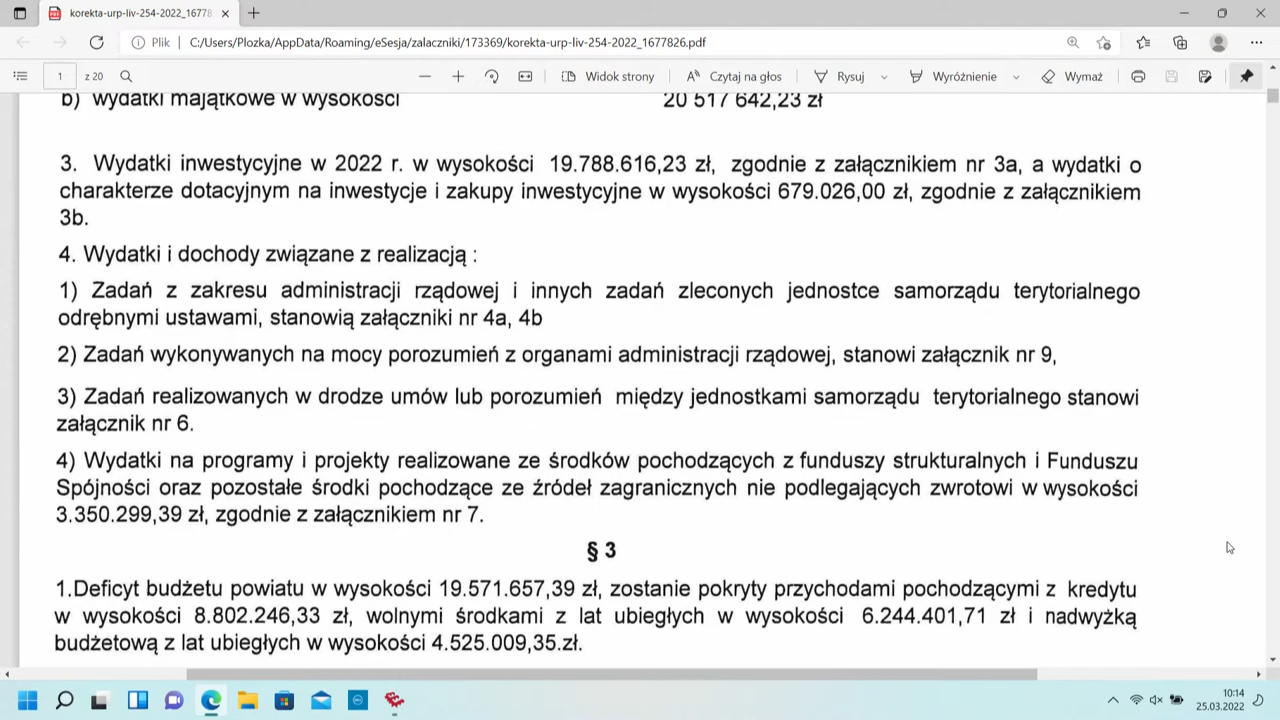 korekta-urp-liv-254-2022_16778
Plik
C:/Users/Plozka/AppData/Roaming/eSesja/zalaczniki/173369/korekta-urp-liv-254-2022_1677826.pdf
1 z 20
Widok strony
Czytaj na głos
Rysuj
Wyróżnienie
Wymaż
b) wydatki majątkowe w wysokości 20 517 642,23 zł
3. Wydatki inwestycyjne w 2022 r. w wysokości 19.788.616,23 zł, zgodnie z załącznikiem nr 3a, a wydatki o
charakterze dotacyjnym na inwestycje i zakupy inwestycyjne w wysokości 679.026,00 zł, zgodnie z załącznikiem
3b.
4. Wydatki i dochody związane z realizacją :
1) Zadań z zakresu administracji rządowej i innych zadań zleconych jednostce samorządu terytorialnego
odrębnymi ustawami, stanowią załączniki nr 4a, 4b
2) Zadań wykonywanych na mocy porozumień z organami administracji rządowej, stanowi załącznik nr 9,
3) Zadań realizowanych w drodze umów lub porozumień między jednostkami samorządu terytorialnego stanowi
załącznik nr 6.
4) Wydatki na programy i projekty realizowane ze środków pochodzących z funduszy strukturalnych i Funduszu
Spójności oraz pozostałe środki pochodzące ze źródeł zagranicznych nie podlegających zwrotowi w wysokości
3.350.299,39 zł, zgodnie z załącznikiem nr 7.
§ 3
1.Deficyt budżetu powiatu w wysokości 19.571.657,39 zł, zostanie pokryty przychodami pochodzącymi z kredytu
w wysokości 8.802.246,33 zł, wolnymi środkami z lat ubiegłych w wysokości 6.244.401,71 zł i nadwyżką
budżetową z lat ubiegłych w wysokości 4.525.009,35.zł.
10:14
25.03.2022